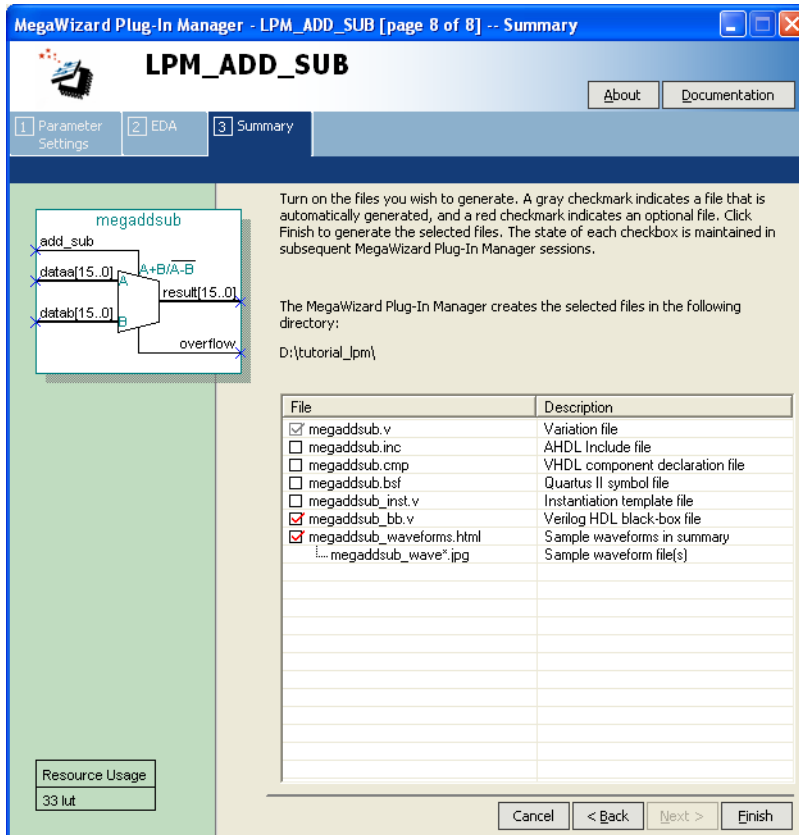 MegaWizard Plug-In Manager - LPM_ADD_SUB [page 8 of 8] -- Summary
LPM_ADD_SUB
About
Documentation
1 Parameter Settings
2 EDA
3 Summary
megaddsub
add_sub
A+B/A-B
dataa[15..0]
A
result[15..0]
datab[15..0]
B
overflow
Turn on the files you wish to generate. A gray checkmark indicates a file that is
automatically generated, and a red checkmark indicates an optional file. Click
Finish to generate the selected files. The state of each checkbox is maintained in
subsequent MegaWizard Plug-In Manager sessions.
The MegaWizard Plug-In Manager creates the selected files in the following
directory:
D:\tutorial_lpm\
File Description
megaddsub.v Variation file
megaddsub.inc AHDL Include file
megaddsub.cmp VHDL component declaration file
megaddsub.bsf Quartus II symbol file
megaddsub_inst.v Instantiation template file
megaddsub_bb.v Verilog HDL black-box file
megaddsub_waveforms.html Sample waveforms in summary
megaddsub_wave*.jpg Sample waveform file(s)
Resource Usage
33 lut
Cancel
< Back
Next >
Finish